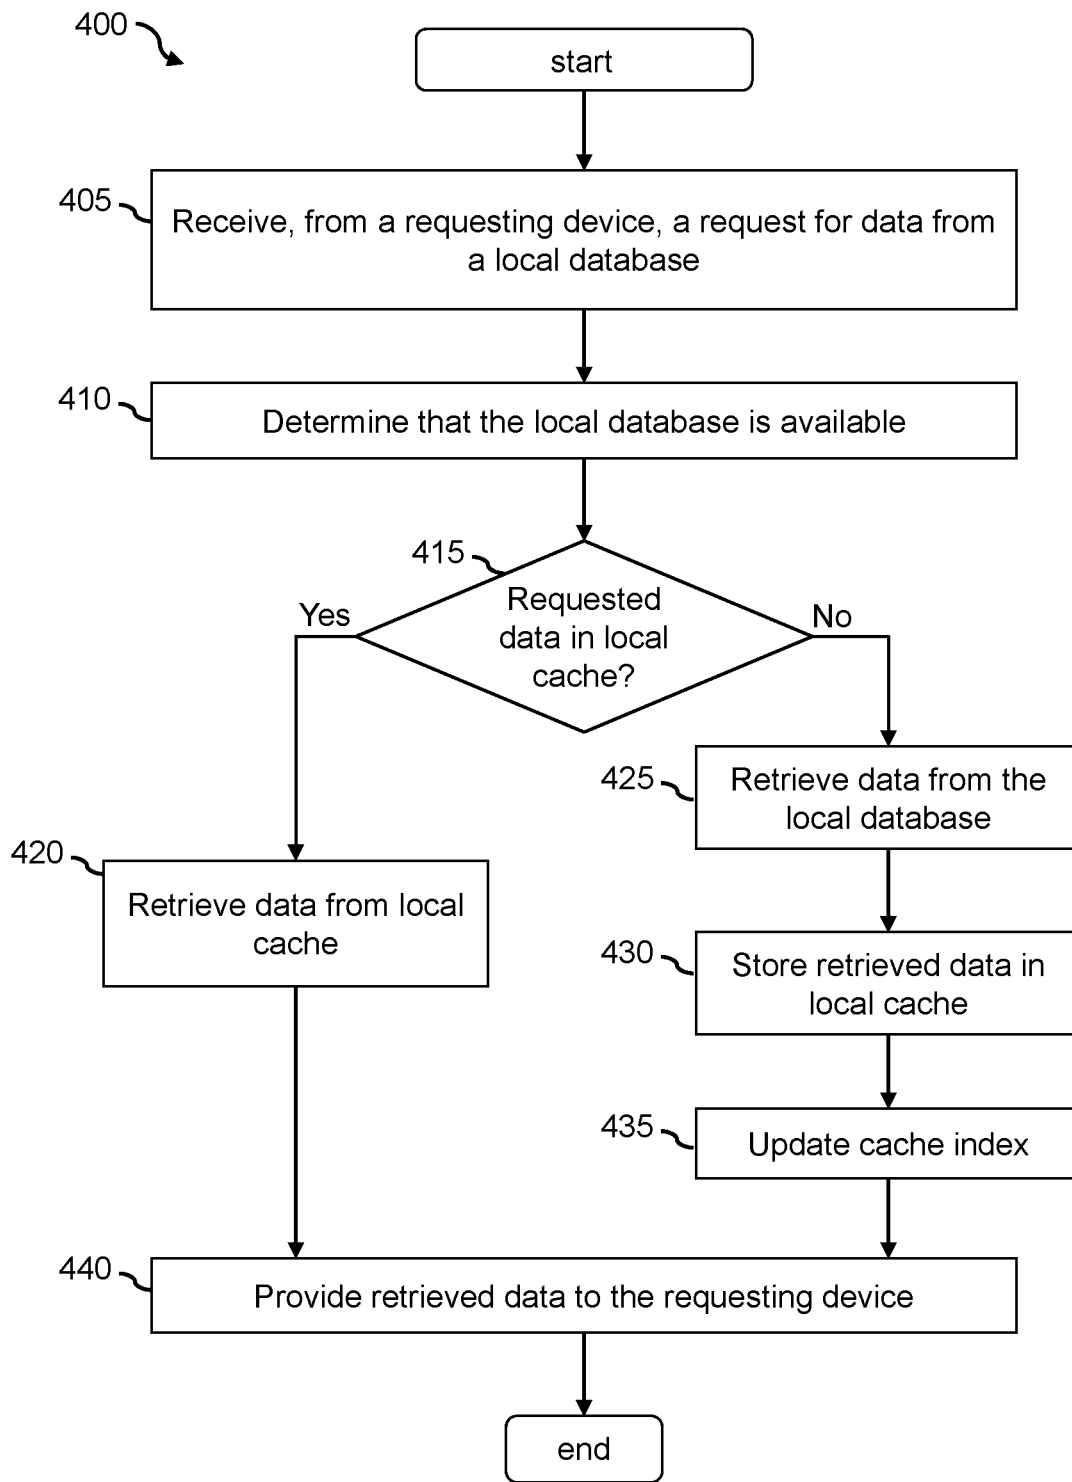 400
start
405
Receive, from a requesting device, a request for data from
a local database
410
Determine that the local database is available
415
Requested
data in local
cache?
Yes
No
425
Retrieve data from the
local database
420
Retrieve data from local
cache
430
Store retrieved data in
local cache
435
Update cache index
440
Provide retrieved data to the requesting device
end